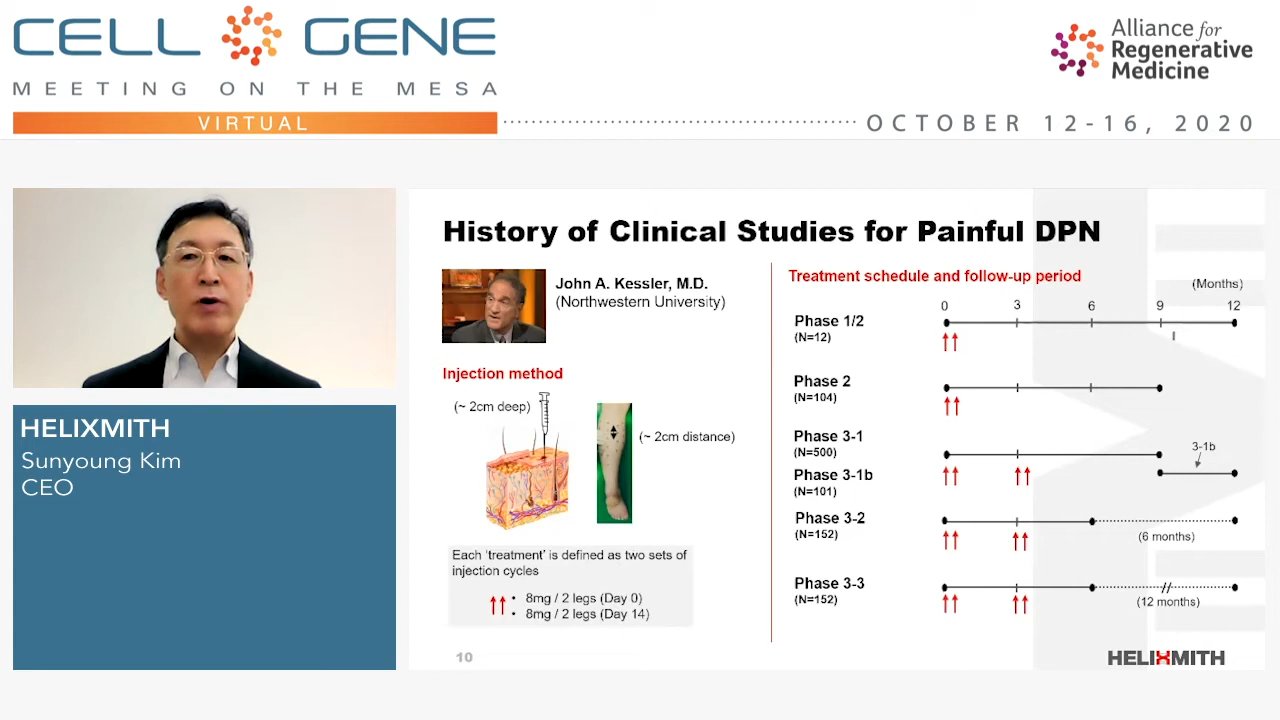 CELL GENE
MEETING ON THE MESA
VIRTUAL
Alliance for
Regenerative
Medicine
OCTOBER 12-16, 2020
HELIXMITH
Sunyoung Kim
CEO
History of Clinical Studies for Painful DPN
John A. Kessler, M.D.
(Northwestern University)
Injection method
(~ 2cm deep)
(~ 2cm distance)
Each 'treatment' is defined as two sets of
injection cycles
• 8mg / 2 legs (Day 0)
• 8mg / 2 legs (Day 14)
Treatment schedule and follow-up period
(Months)
0 3 6 9 12
Phase 1/2
(N=12)
Phase 2
(N=104)
Phase 3-1
(N=500)
3-1b
Phase 3-1b
(N=101)
Phase 3-2
(N=152)
(6 months)
Phase 3-3
(N=152)
(12 months)
10
HELIXMITH